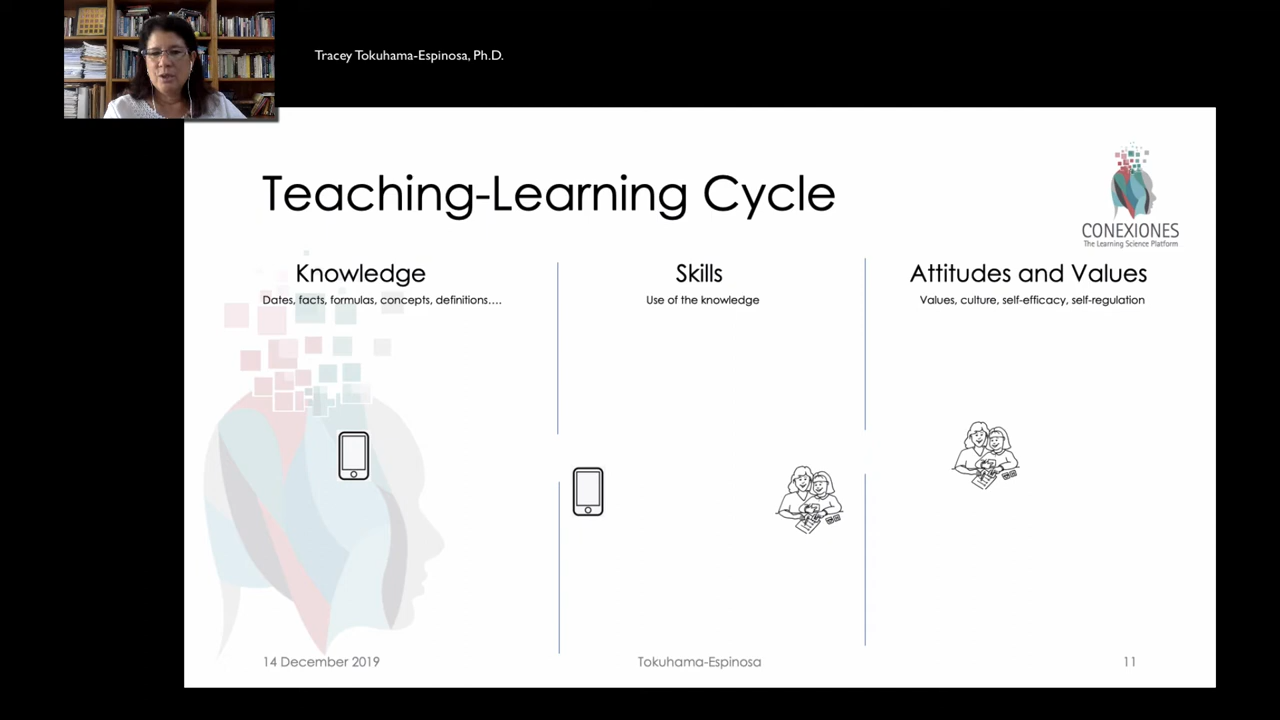 Tracey Tokuhama-Espinosa, Ph.D.
Teaching-Learning Cycle
CONEXIONES
The Learning Science Platform
Knowledge
Dates, facts, formulas, concepts, definitions....
Skills
Use of the knowledge
Attitudes and Values
Values, culture, self-efficacy, self-regulation
14 December 2019
Tokuhama-Espinosa
11